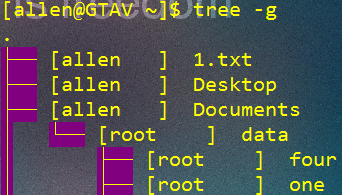 [allen@GTAV ~]$ tree -g
.
├── [allen   ]  1.txt
├── [allen   ]  Desktop
├── [allen   ]  Documents
│   └── [root    ]  data
│       ├── [root    ]  four
│       ├── [root    ]  one